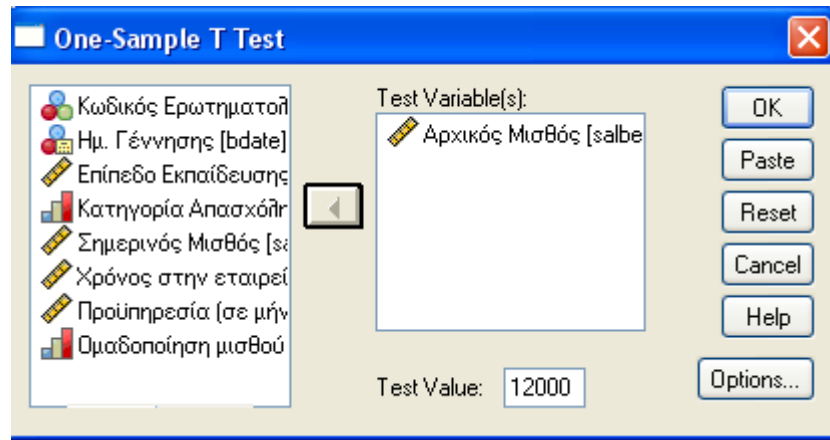 One-Sample T Test
Κωδικός Ερωτηματολ
Ημ. Γέννησης [bdate]
Επίπεδο Εκπαίδευσης
Κατηγορία Απασχόλη
Σημερινός Μισθός [sa
Χρόνος στην εταιρεί
Προϋπηρεσία (σε μήν
Ομαδοποίηση μισθού
Test Variable(s):
Αρχικός Μισθός [salbe
Test Value: 12000
OK
Paste
Reset
Cancel
Help
Options...